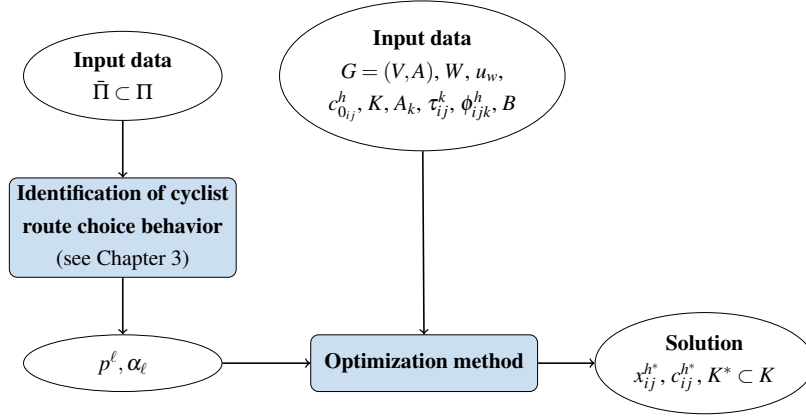 Input data
Π̄ ⊂ Π
Input data
G = (V,A), W, u_w,
c^h_{0_{ij}}, K, A_k, τ^k_{ij}, ϕ^h_{ijk}, B
Identification of cyclist
route choice behavior
(see Chapter 3)
p^ℓ, α_ℓ
Optimization method
Solution
x^{h*}_{ij}, c^{h*}_{ij}, K* ⊂ K